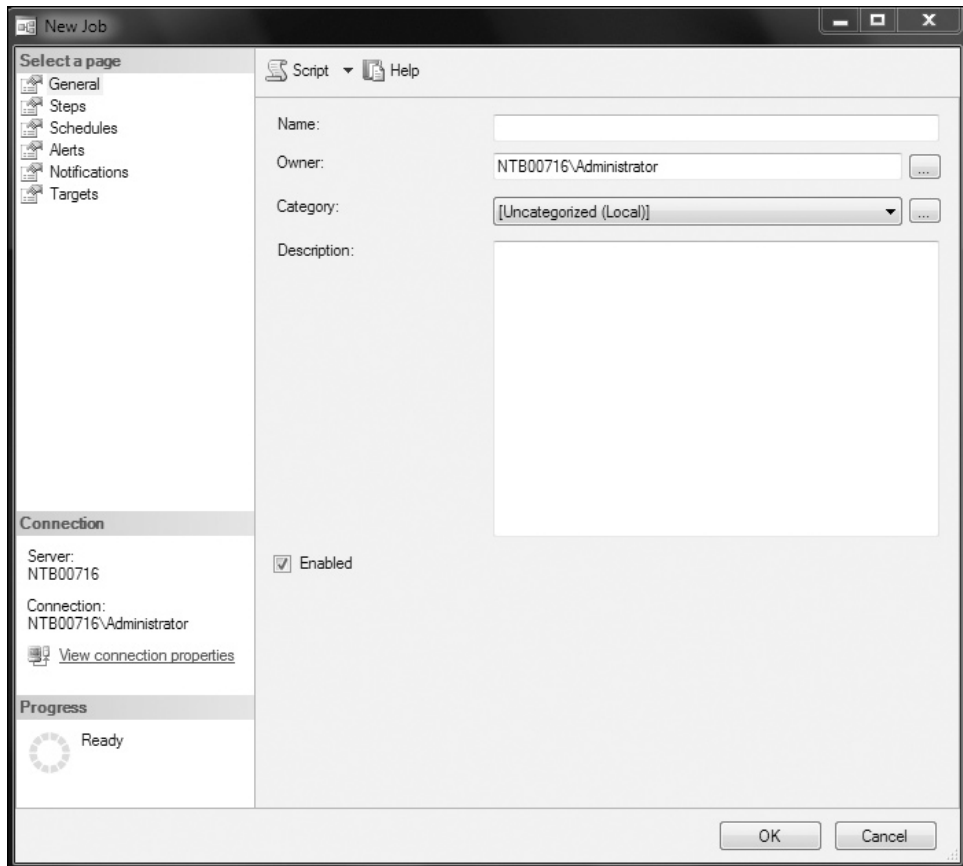 New Job
Select a page
General
Steps
Schedules
Alerts
Notifications
Targets
Script Help
Name:
Owner: NTB00716\Administrator ...
Category: [Uncategorized (Local)] ...
Description:
Enabled
Connection
Server:
NTB00716
Connection:
NTB00716\Administrator
View connection properties
Progress
Ready
OK Cancel